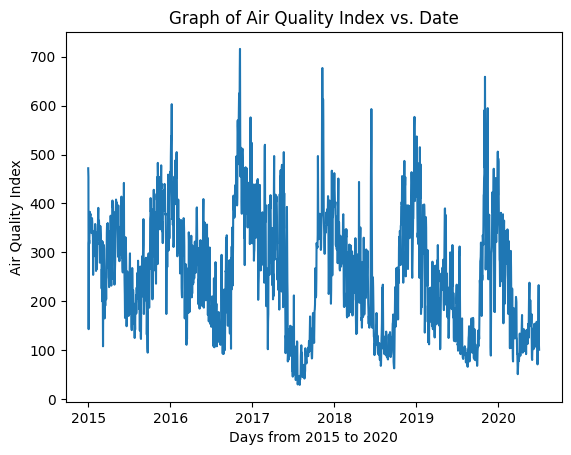 Graph of Air Quality Index vs. Date
Air Quality Index
700
600
500
400
300
200
100
0
2015 2016 2017 2018 2019 2020
Days from 2015 to 2020